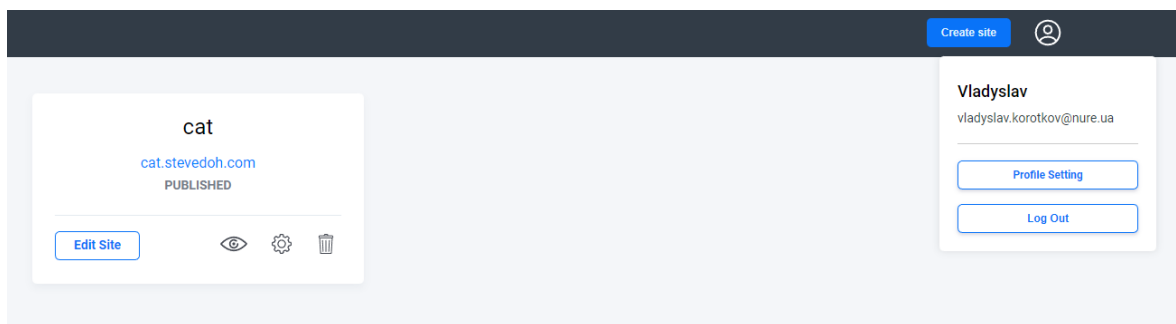 Create site
cat
cat.stevedoh.com
PUBLISHED
Edit Site
Vladyslav
vladyslav.korotkov@nure.ua
Profile Setting
Log Out